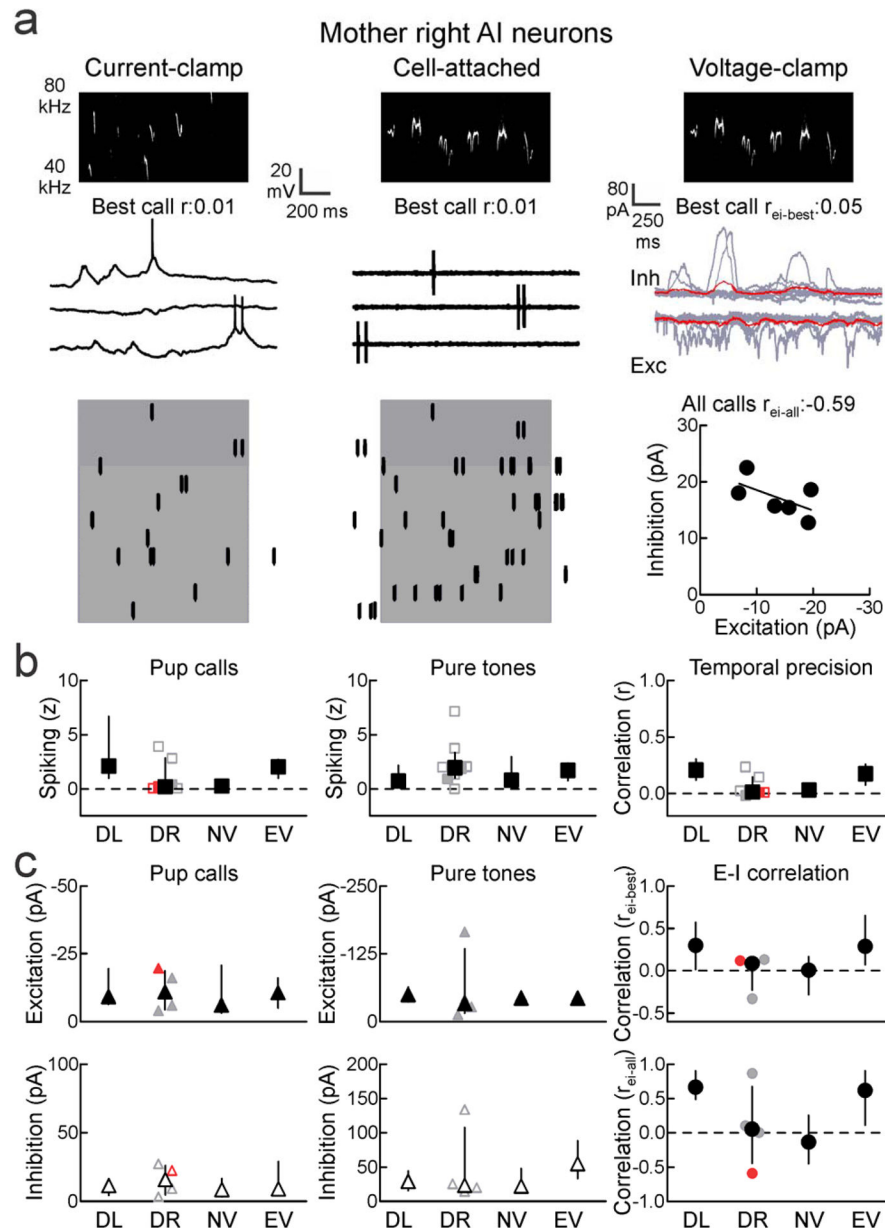 a
Mother right AI neurons
Current-clamp
Cell-attached
Voltage-clamp
80
kHz
40
kHz
20
mV
200 ms
80
pA
250
ms
Best call r:0.01
Best call r:0.01
Best call rei-best:0.05
Inh
Exc
All calls rei-all:-0.59
Inhibition (pA)
30
20
10
0
0 -10 -20 -30
Excitation (pA)
b
Pup calls
Spiking (z)
10
5
0
DL DR NV EV
Pure tones
Spiking (z)
10
5
0
DL DR NV EV
Temporal precision
Correlation (r)
1.0
0.5
0.0
DL DR NV EV
c
Pup calls
Excitation (pA)
-50
-25
0
Pure tones
Excitation (pA)
-250
-125
0
E-I correlation
Correlation (rei-best)
1.0
0.5
0.0
-0.5
Inhibition (pA)
100
50
0
DL DR NV EV
Inhibition (pA)
200
150
100
50
0
DL DR NV EV
Correlation (rei-all)
1.0
0.5
0.0
-0.5
-1.0
DL DR NV EV